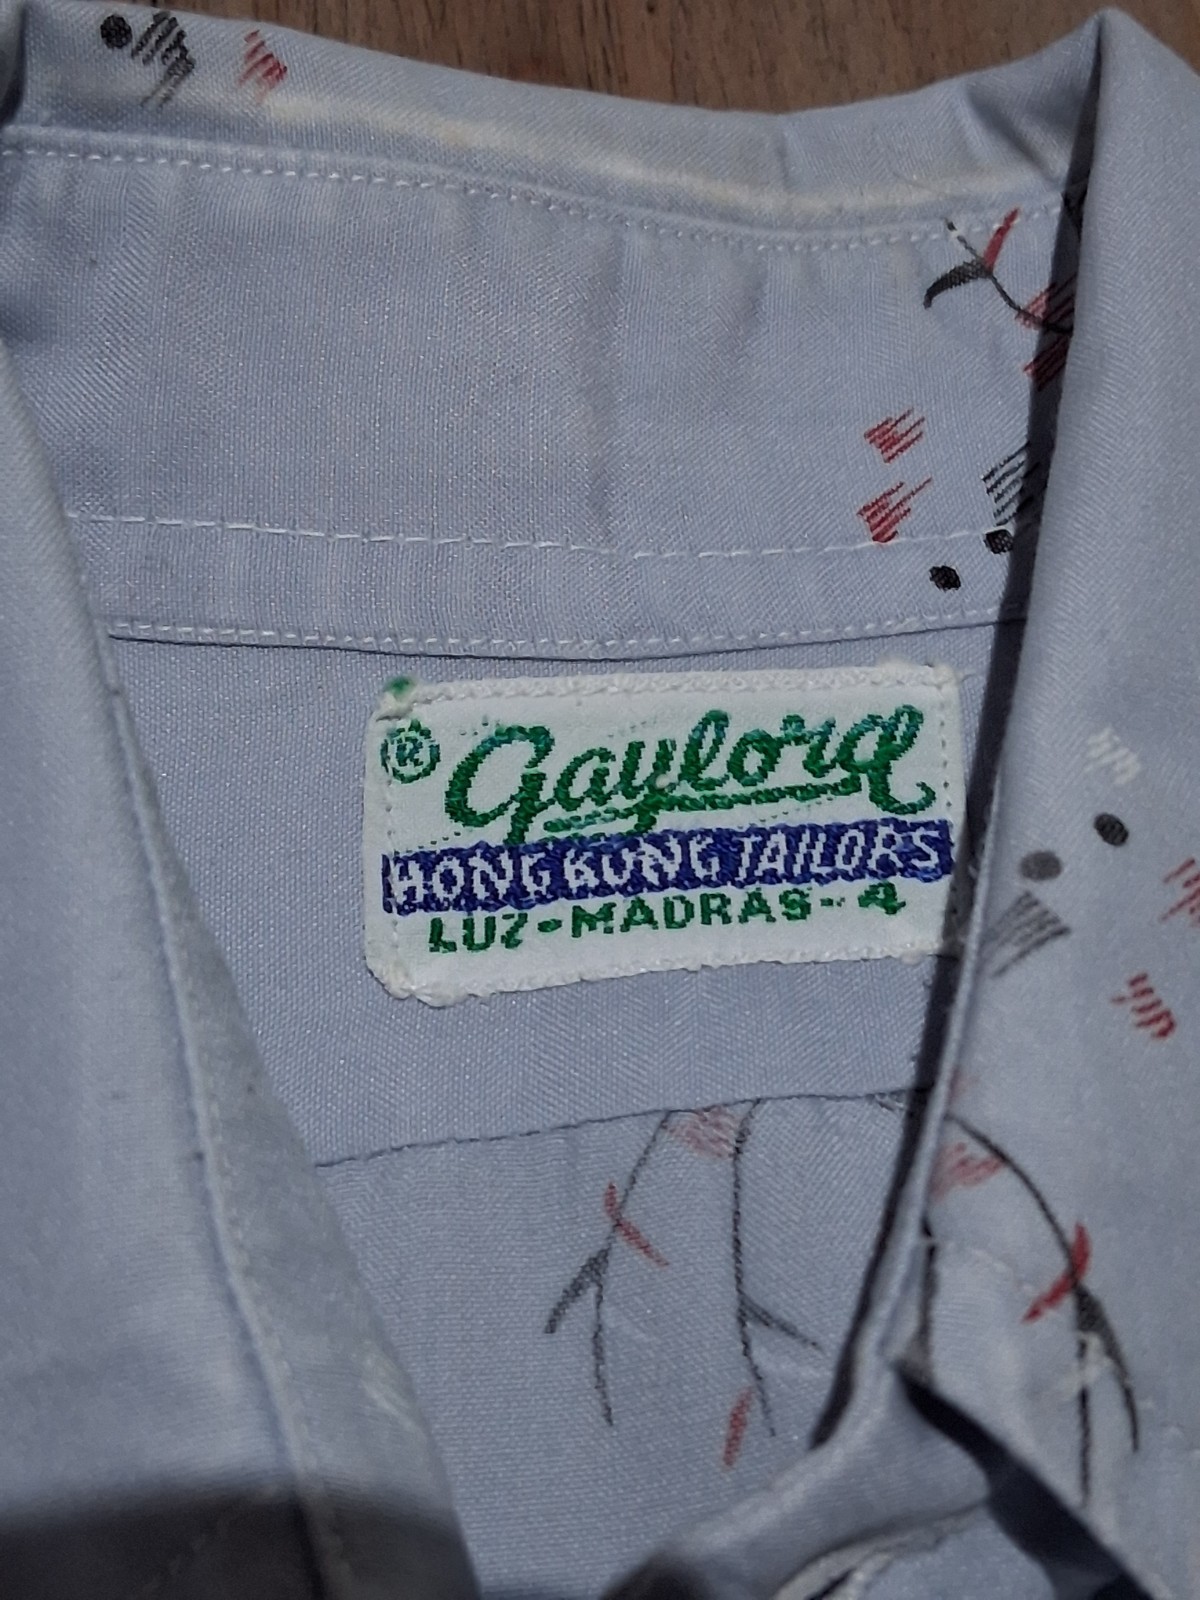 ® Gaylord
HONG KONG TAILORS
LUZ-MADRAS-4